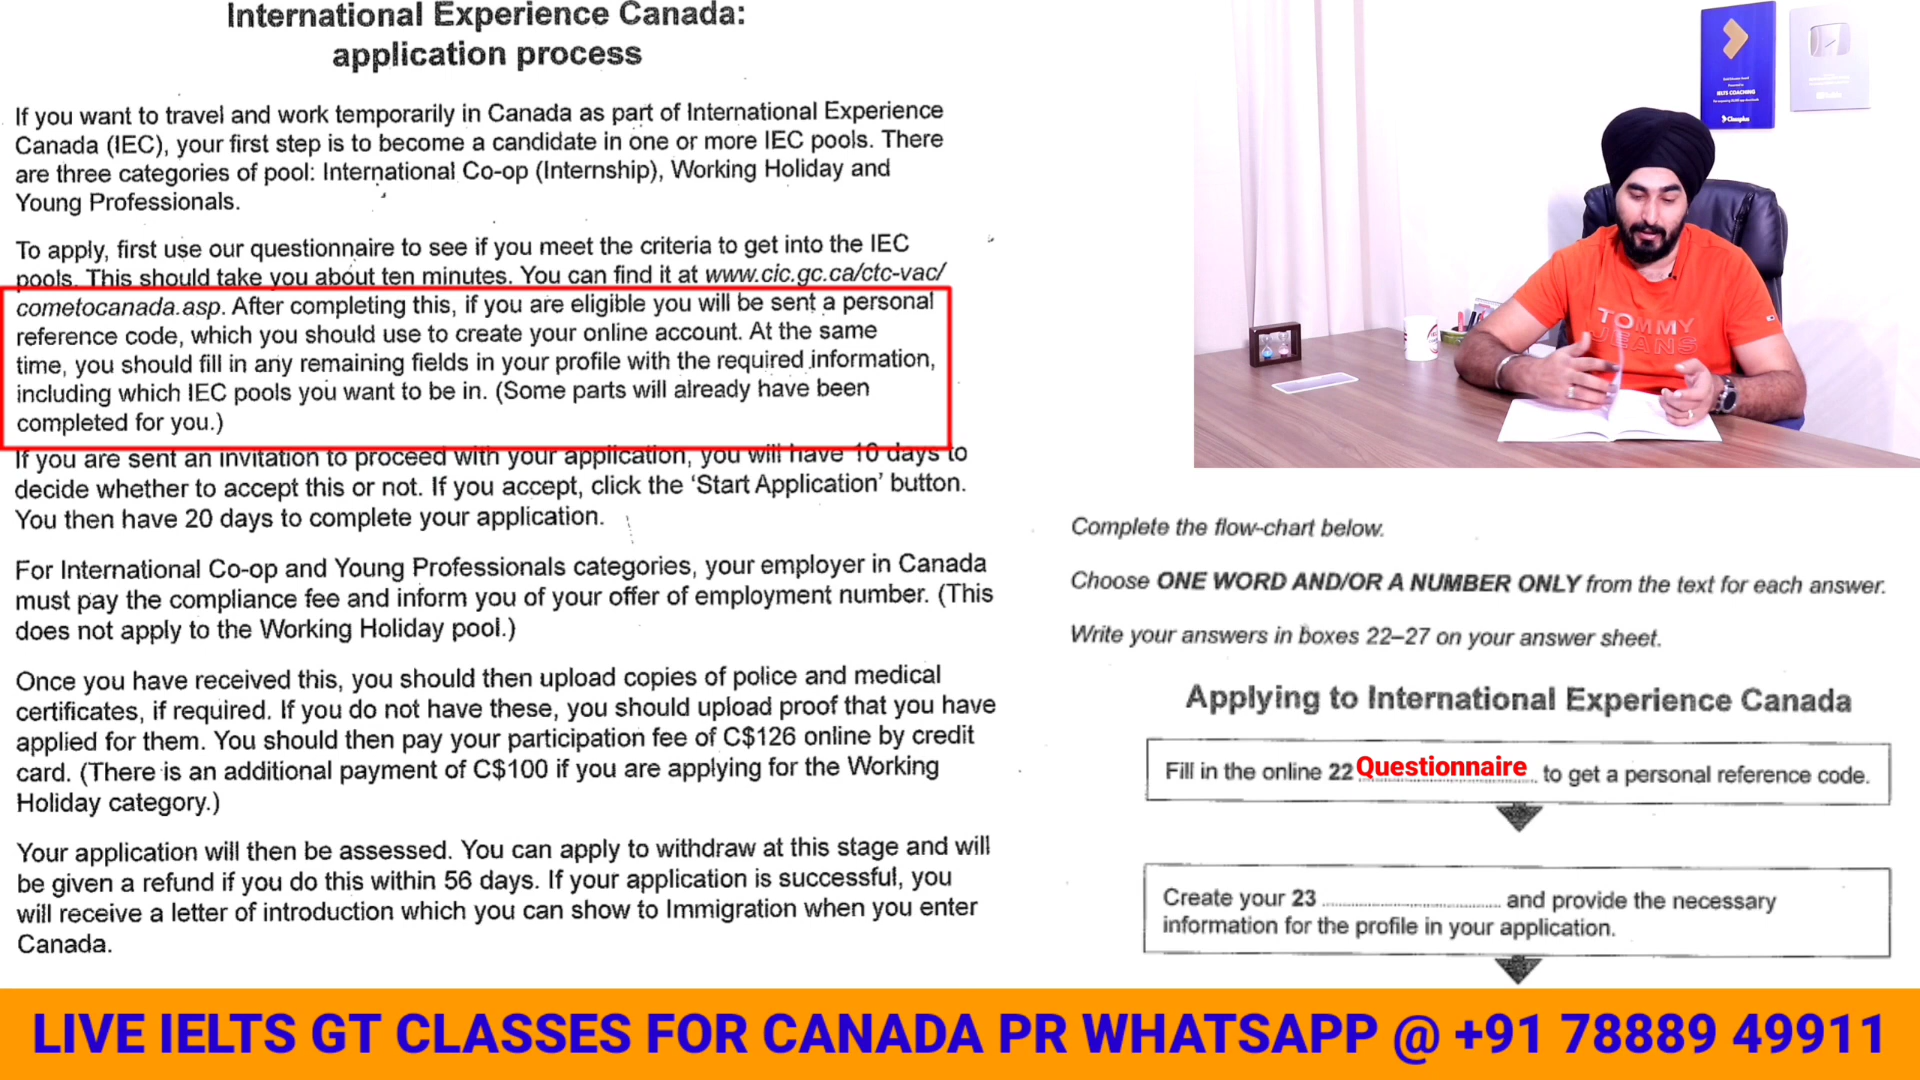 International Experience Canada:
application process
If you want to travel and work temporarily in Canada as part of International Experience
Canada (IEC), your first step is to become a candidate in one or more IEC pools. There
are three categories of pool: International Co-op (Internship), Working Holiday and
Young Professionals.
To apply, first use our questionnaire to see if you meet the criteria to get into the IEC
pools. This should take you about ten minutes. You can find it at www.cic.gc.ca/ctc-vac/
cometocanada.asp. After completing this, if you are eligible you will be sent a personal
reference code, which you should use to create your online account. At the same
time, you should fill in any remaining fields in your profile with the required information,
including which IEC pools you want to be in. (Some parts will already have been
completed for you.)
If you are sent an invitation to proceed with your application, you will have 10 days to
decide whether to accept this or not. If you accept, click the ‘Start Application’ button.
You then have 20 days to complete your application.
For International Co-op and Young Professionals categories, your employer in Canada
must pay the compliance fee and inform you of your offer of employment number. (This
does not apply to the Working Holiday pool.)
Once you have received this, you should then upload copies of police and medical
certificates, if required. If you do not have these, you should upload proof that you have
applied for them. You should then pay your participation fee of C$126 online by credit
card. (There is an additional payment of C$100 if you are applying for the Working
Holiday category.)
Your application will then be assessed. You can apply to withdraw at this stage and will
be given a refund if you do this within 56 days. If your application is successful, you
will receive a letter of introduction which you can show to Immigration when you enter
Canada.
IELTS COACHING
Classplus
TOMMY
JEANS
Complete the flow-chart below.
Choose ONE WORD AND/OR A NUMBER ONLY from the text for each answer.
Write your answers in boxes 22–27 on your answer sheet.
Applying to International Experience Canada
Fill in the online 22 Questionnaire to get a personal reference code.
Create your 23 .............................. and provide the necessary
information for the profile in your application.
LIVE IELTS GT CLASSES FOR CANADA PR WHATSAPP @ +91 78889 49911